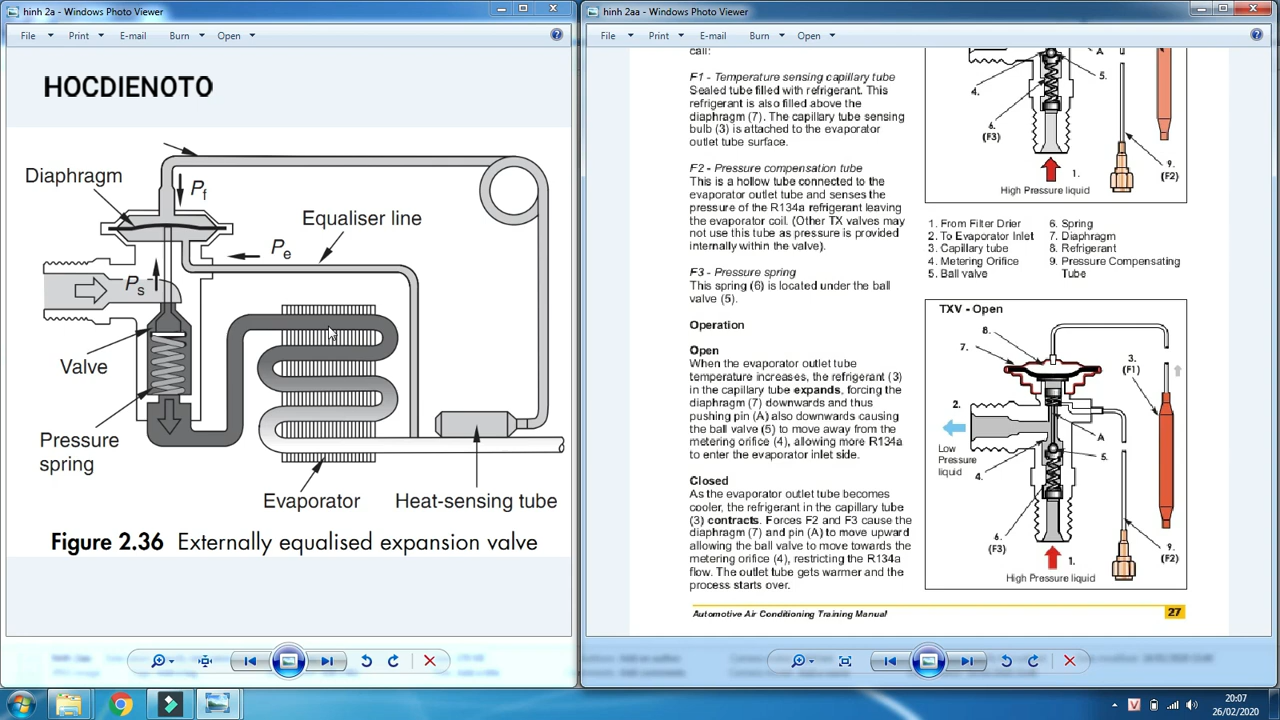 hinh 2a - Windows Photo Viewer
File Print E-mail Burn Open
HOCDIENOTO
Diaphragm
Pf
Equaliser line
Pe
Ps
Valve
Pressure
spring
Evaporator
Heat-sensing tube
Figure 2.36 Externally equalised expansion valve
hinh 2aa - Windows Photo Viewer
File Print E-mail Burn Open
call:
F1 - Temperature sensing capillary tube
Sealed tube filled with refrigerant. This
refrigerant is also filled above the
diaphragm (7). The capillary tube sensing
bulb (3) is attached to the evaporator
outlet tube surface.
F2 - Pressure compensation tube
This is a hollow tube connected to the
evaporator outlet tube and senses the
pressure of the R134a refrigerant leaving
the evaporator coil. (Other TX valves may
not use this tube as pressure is provided
internally within the valve).
F3 - Pressure spring
This spring (6) is located under the ball
valve (5).
Operation
Open
When the evaporator outlet tube
temperature increases, the refrigerant (3)
in the capillary tube expands, forcing the
diaphragm (7) downwards and thus
pushing pin (A) also downwards causing
the ball valve (5) to move away from the
metering orifice (4), allowing more R134a
to enter the evaporator inlet side.
Closed
As the evaporator outlet tube becomes
cooler, the refrigerant in the capillary tube
(3) contracts. Forces F2 and F3 cause the
diaphragm (7) and pin (A) to move upward
allowing the ball valve to move towards the
metering orifice (4), restricting the R134a
flow. The outlet tube gets warmer and the
process starts over.
A
4.
5.
6.
(F3)
9.
(F2)
1.
High Pressure liquid
1. From Filter Drier
2. To Evaporator Inlet
3. Capillary tube
4. Metering Orifice
5. Ball valve
6. Spring
7. Diaphragm
8. Refrigerant
9. Pressure Compensating
Tube
TXV - Open
8.
7.
3.
(F1)
2.
A
Low
Pressure
liquid
4.
5.
6.
(F3)
9.
(F2)
1.
High Pressure liquid
Automotive Air Conditioning Training Manual
27
V
20:07
26/02/2020